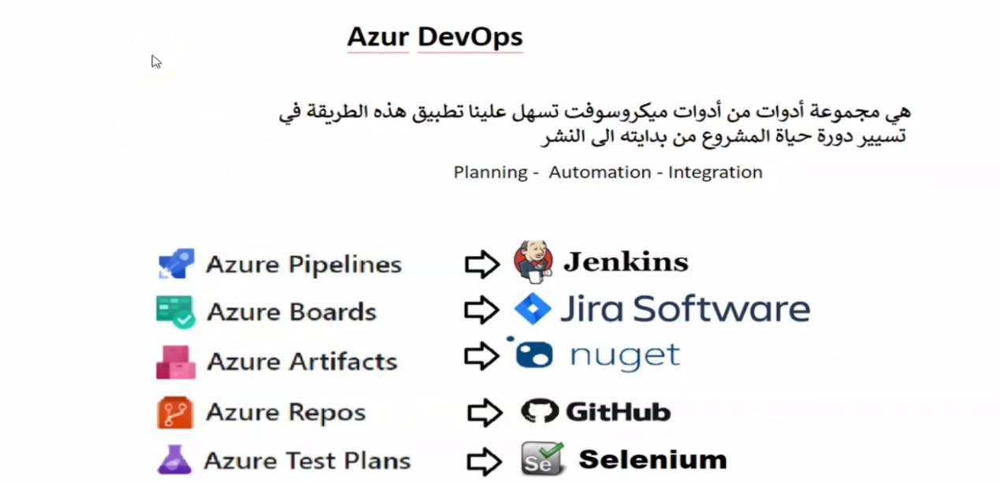 Azur DevOps
هي مجموعة أدوات من أدوات ميكروسوفت تسهل علينا تطبيق هذه الطريقة في
تسيير دورة حياة المشروع من بدايته الى النشر
Planning - Automation - Integration
Azure Pipelines Jenkins
Azure Boards Jira Software
Azure Artifacts nuget
Azure Repos GitHub
Azure Test Plans Se Selenium